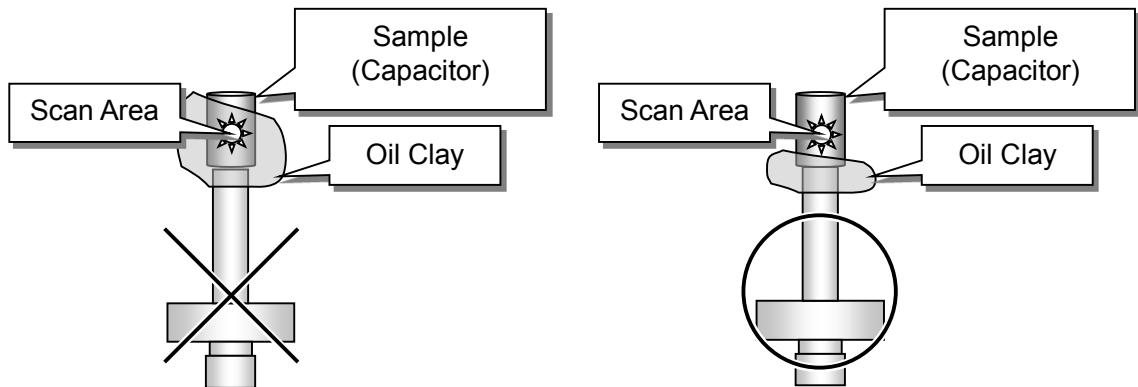 Sample
(Capacitor)
Scan Area
Oil Clay
Sample
(Capacitor)
Scan Area
Oil Clay